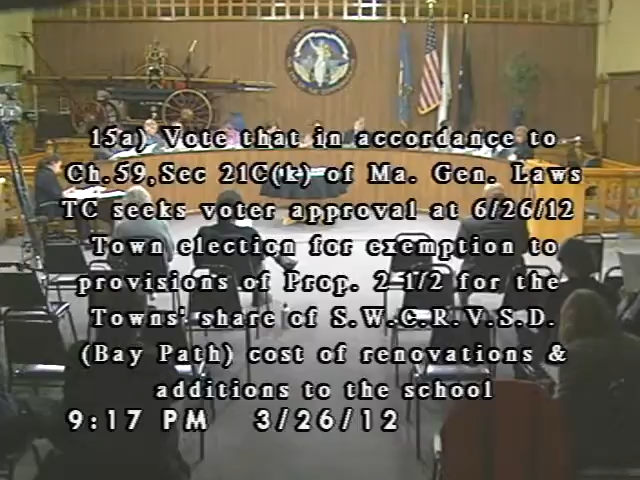 15a) Vote that in accordance to
Ch.59,Sec 21C(k) of Ma. Gen. Laws
TC seeks voter approval at 6/26/12
Town election for exemption to
provisions of Prop. 2 1/2 for the
Towns' share of S.W.C.R.V.S.D.
(Bay Path) cost of renovations &
additions to the school
9:17 PM 3/26/12